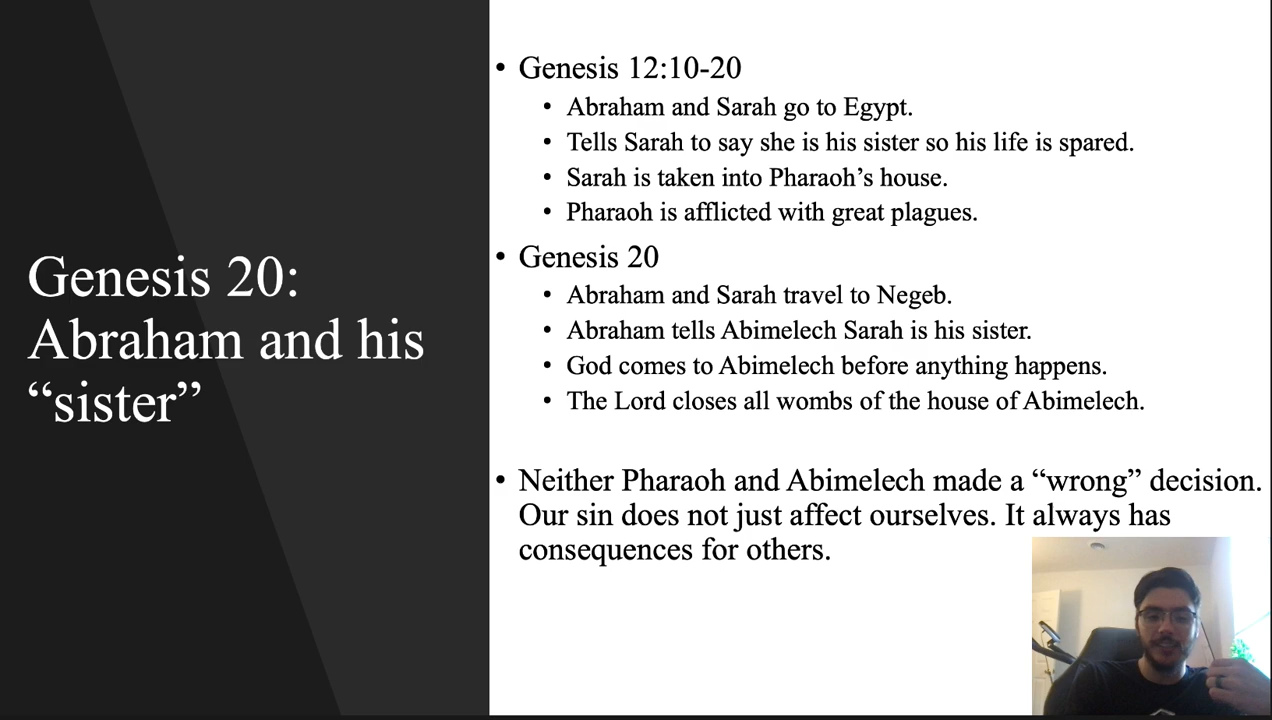 Genesis 20:
Abraham and his
“sister”
• Genesis 12:10-20
• Abraham and Sarah go to Egypt.
• Tells Sarah to say she is his sister so his life is spared.
• Sarah is taken into Pharaoh’s house.
• Pharaoh is afflicted with great plagues.
• Genesis 20
• Abraham and Sarah travel to Negeb.
• Abraham tells Abimelech Sarah is his sister.
• God comes to Abimelech before anything happens.
• The Lord closes all wombs of the house of Abimelech.
• Neither Pharaoh and Abimelech made a “wrong” decision.
Our sin does not just affect ourselves. It always has
consequences for others.